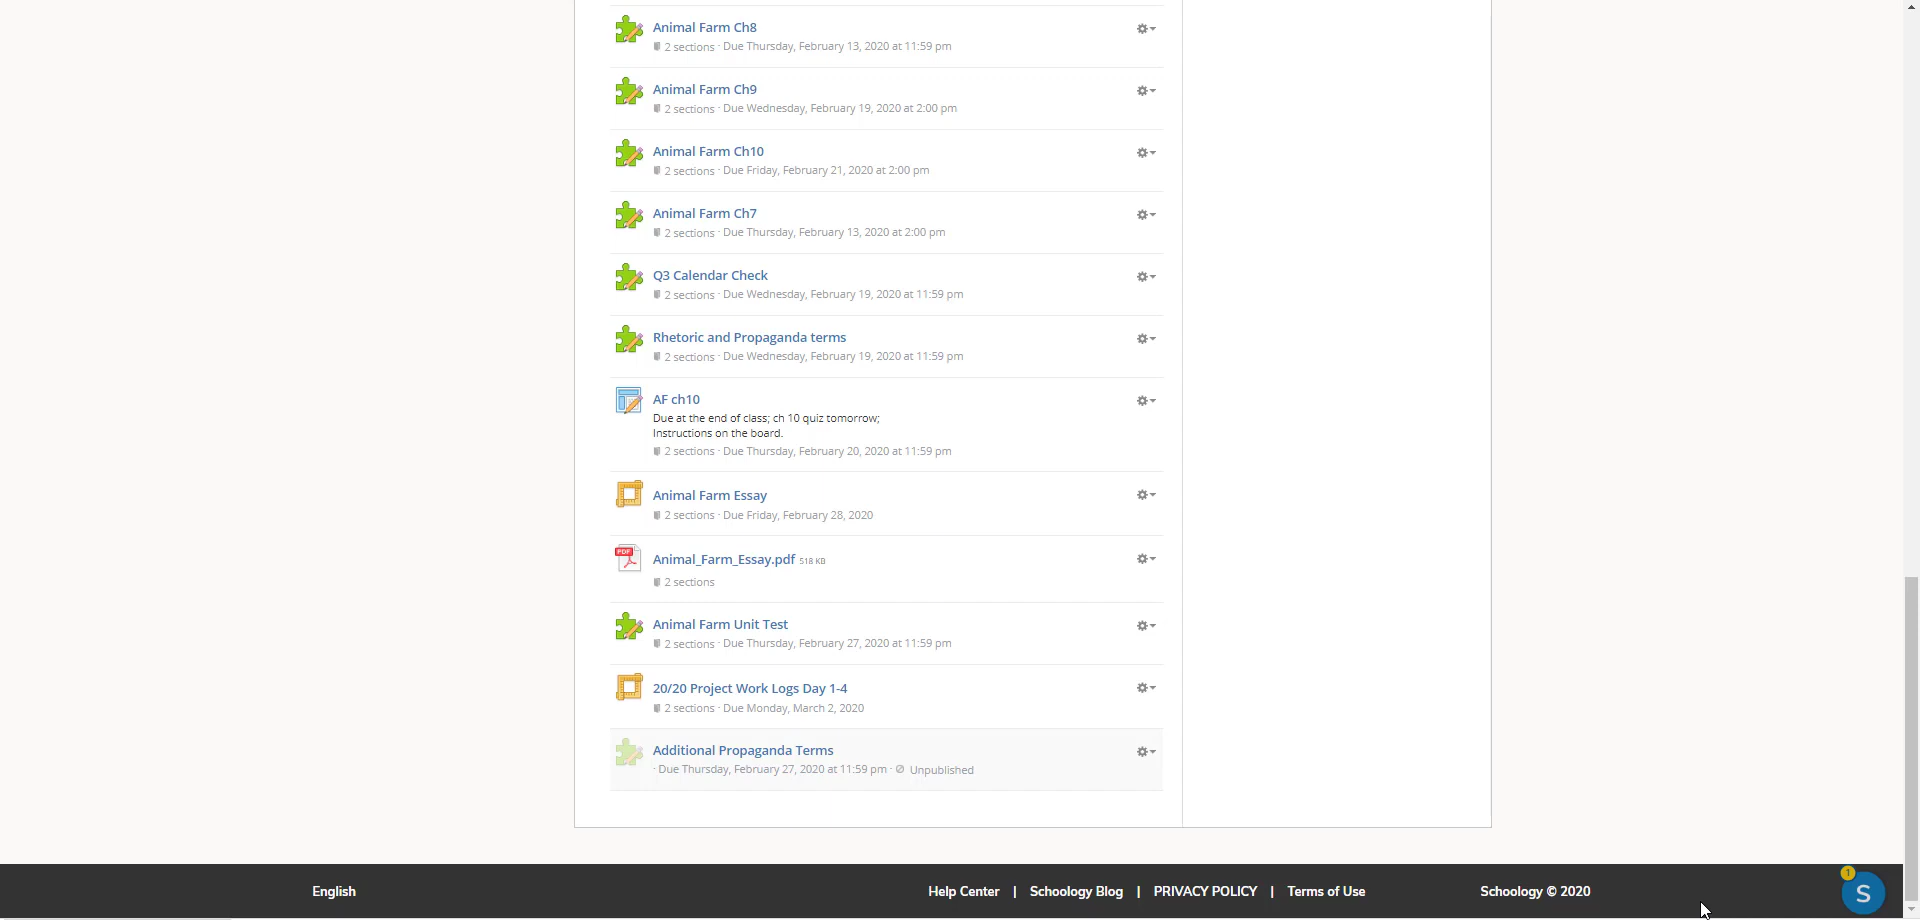 Animal Farm Ch8
2 sections · Due Thursday, February 13, 2020 at 11:59 pm
Animal Farm Ch9
2 sections · Due Wednesday, February 19, 2020 at 2:00 pm
Animal Farm Ch10
2 sections · Due Friday, February 21, 2020 at 2:00 pm
Animal Farm Ch7
2 sections · Due Thursday, February 13, 2020 at 2:00 pm
Q3 Calendar Check
2 sections · Due Wednesday, February 19, 2020 at 11:59 pm
Rhetoric and Propaganda terms
2 sections · Due Wednesday, February 19, 2020 at 11:59 pm
AF ch10
Due at the end of class; ch 10 quiz tomorrow;
Instructions on the board.
2 sections · Due Thursday, February 20, 2020 at 11:59 pm
Animal Farm Essay
2 sections · Due Friday, February 28, 2020
PDF
Animal_Farm_Essay.pdf 518 KB
2 sections
Animal Farm Unit Test
2 sections · Due Thursday, February 27, 2020 at 11:59 pm
20/20 Project Work Logs Day 1-4
2 sections · Due Monday, March 2, 2020
Additional Propaganda Terms
· Due Thursday, February 27, 2020 at 11:59 pm · Unpublished
English
Help Center | Schoology Blog | PRIVACY POLICY | Terms of Use
Schoology © 2020
1
S